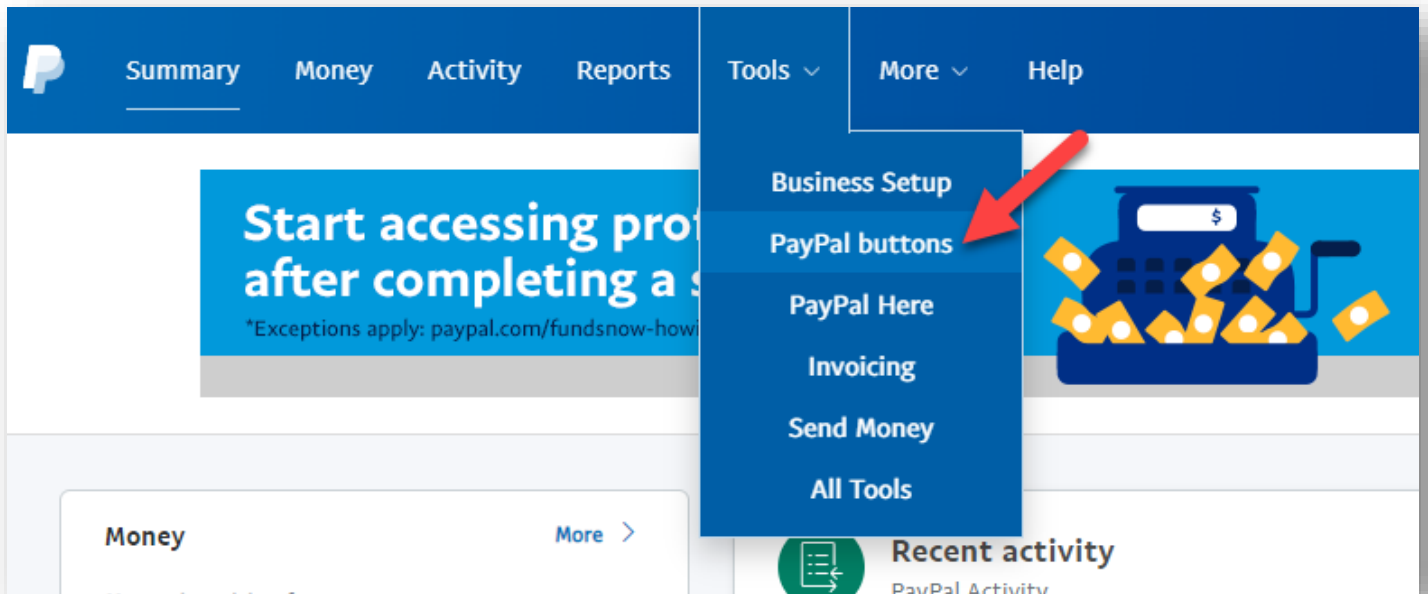 Summary Money Activity Reports Tools More Help
Business Setup
PayPal buttons
PayPal Here
Invoicing
Send Money
All Tools
Start accessing
after completing a
*Exceptions apply: paypal.com/fundsnow-howi
$
Money More
Recent activity
PayPal Activity